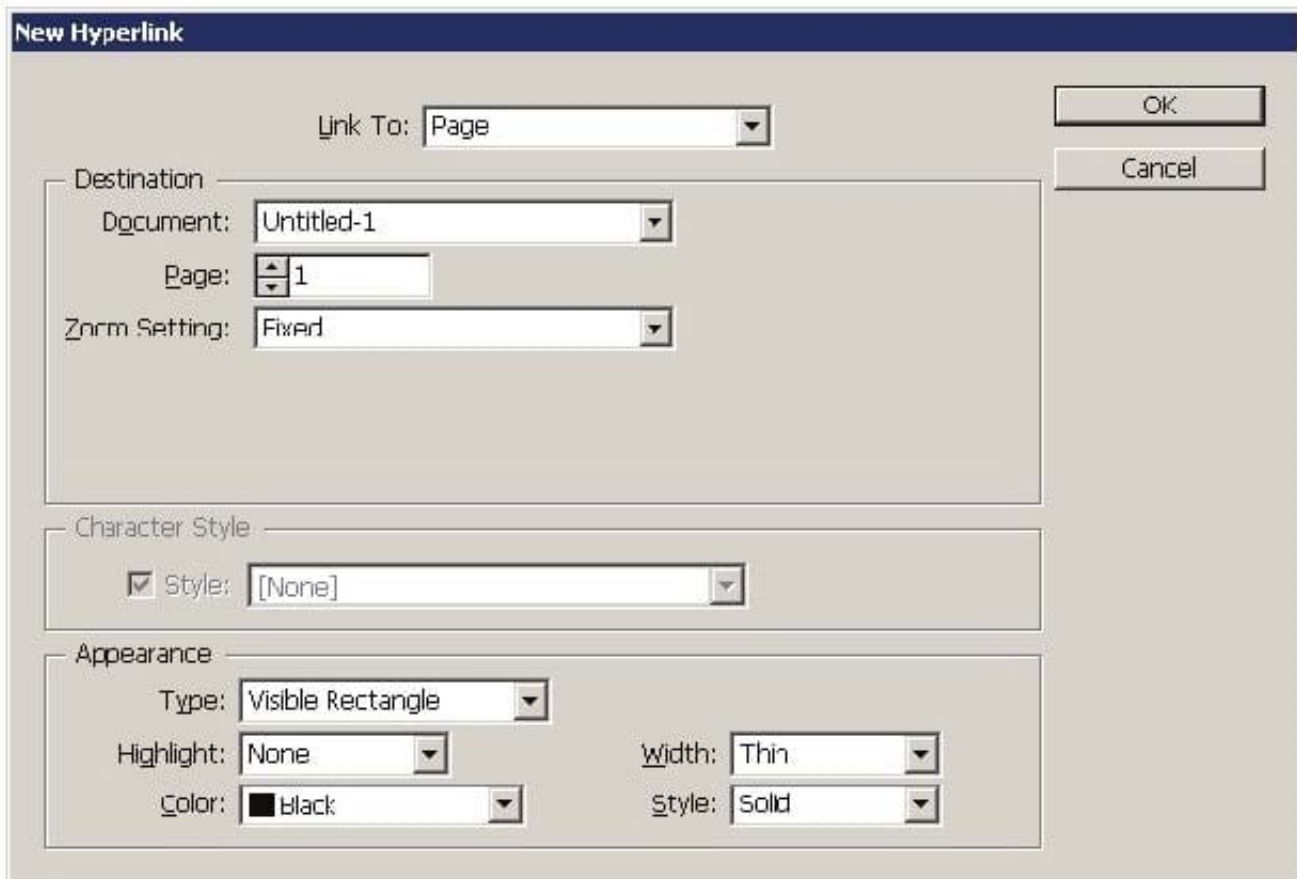 New Hyperlink
Link To: Page
OK
Cancel
Destination
Document: Untitled-1
Page: 1
Zoom Setting: Fixed
Character Style
Style: [None]
Appearance
Type: Visible Rectangle
Highlight: None
Width: Thin
Color: Black
Style: Solid